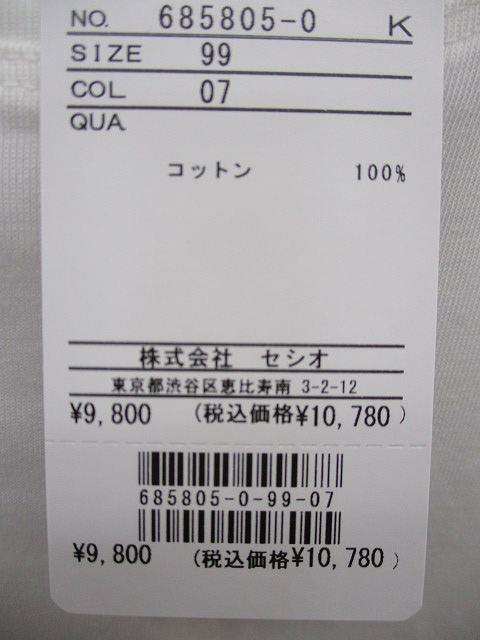 NO. 685805-0 K
SIZE 99
COL 07
QUA
コットン 100%
株式会社 セシオ
東京都渋谷区恵比寿南 3-2-12
¥9,800 (税込価格¥10,780)
685805-0-99-07
¥9,800 (税込価格¥10,780)